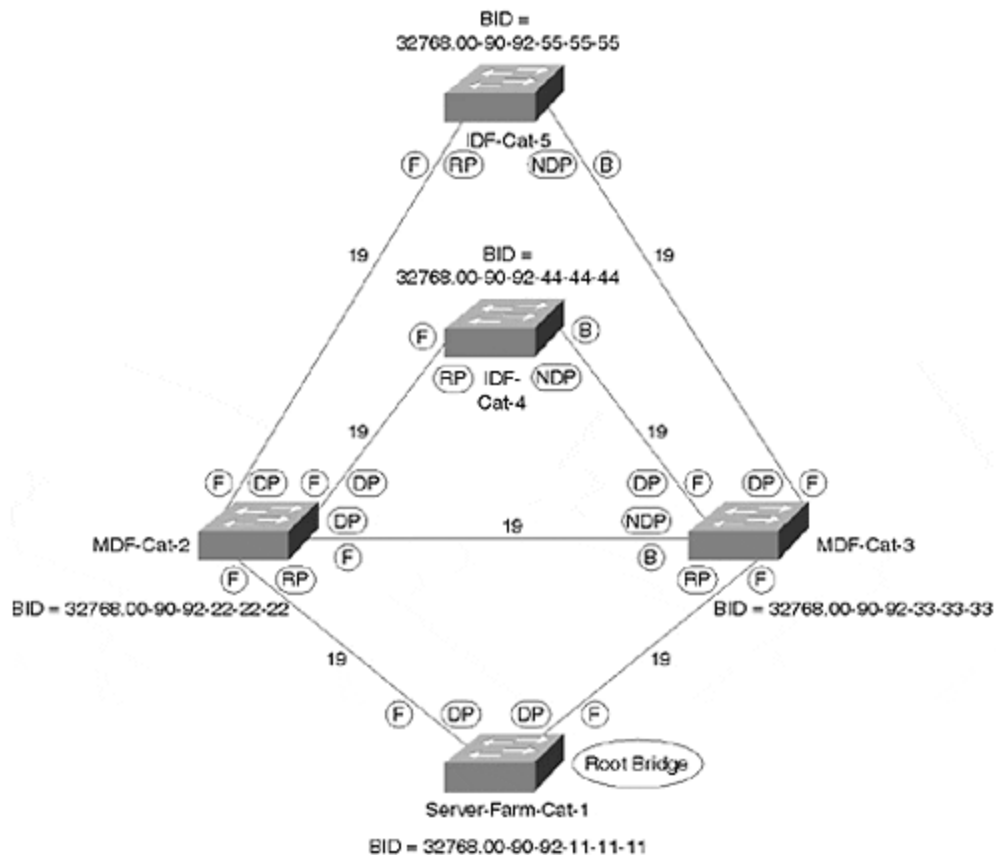 BID =
32768.00-90-92-55-55-55
IDF-Cat-5
F RP NDP B
19 19
BID =
32768.00-90-92-44-44-44
F B
RP IDF- NDP
Cat-4
19 19
F DP F DP DP F DP F
DP NDP
19
MDF-Cat-2 MDF-Cat-3
F B
F RP RP F
BID = 32768.00-90-92-22-22-22 BID = 32768.00-90-92-33-33-33
19 19
F DP DP F
Root Bridge
Server-Farm-Cat-1
BID = 32768.00-90-92-11-11-11